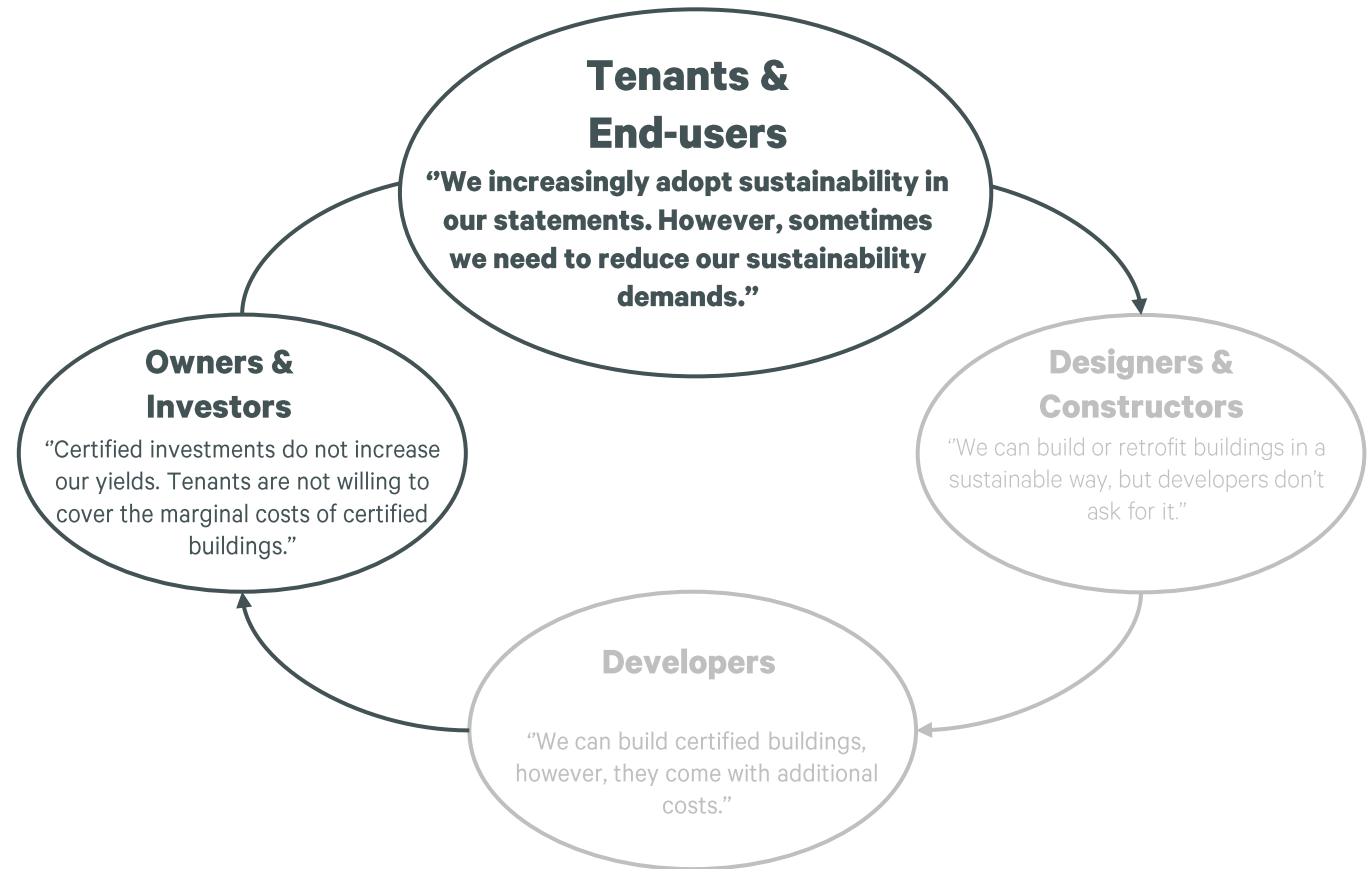 Tenants &
End-users
‘’We increasingly adopt sustainability in
our statements. However, sometimes
we need to reduce our sustainability
demands.’’
Owners &
Investors
‘’Certified investments do not increase
our yields. Tenants are not willing to
cover the marginal costs of certified
buildings.’’
Designers &
Constructors
‘’We can build or retrofit buildings in a
sustainable way, but developers don’t
ask for it.’’
Developers
‘’We can build certified buildings,
however, they come with additional
costs.’’